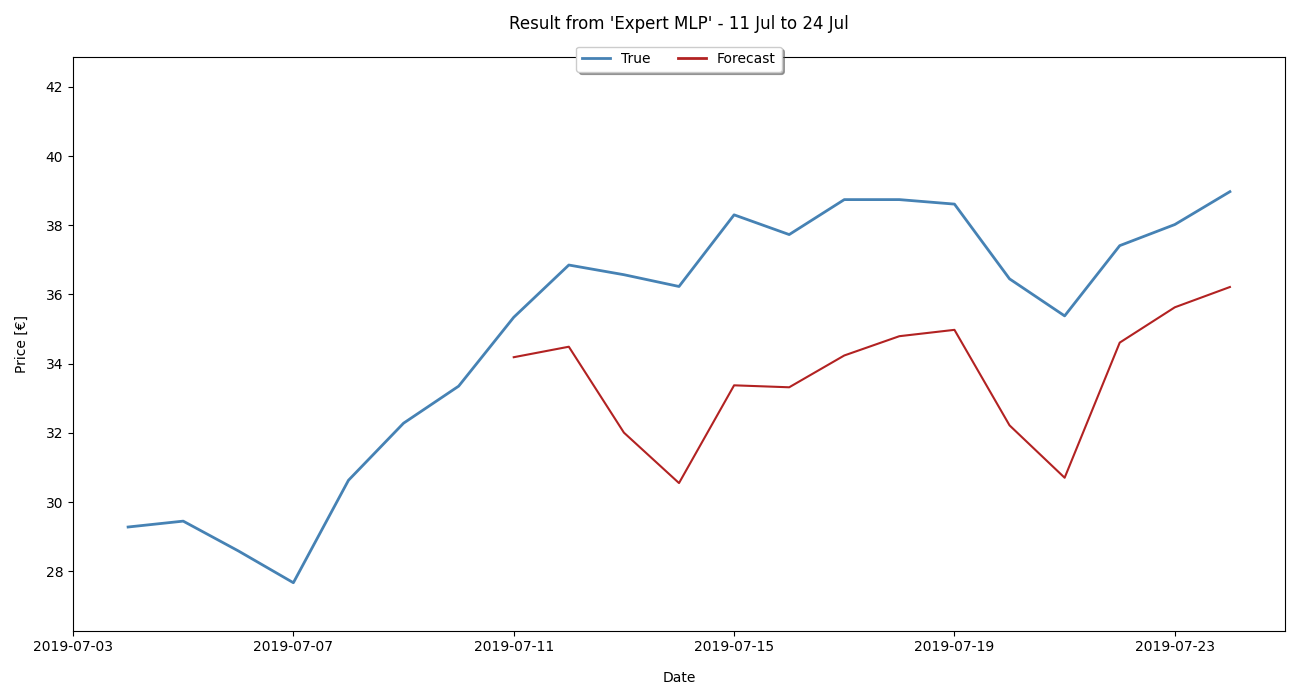 Result from 'Expert MLP' - 11 Jul to 24 Jul
True Forecast
42
40
38
36
34
32
30
28
Price [€]
2019-07-03 2019-07-07 2019-07-11 2019-07-15 2019-07-19 2019-07-23
Date